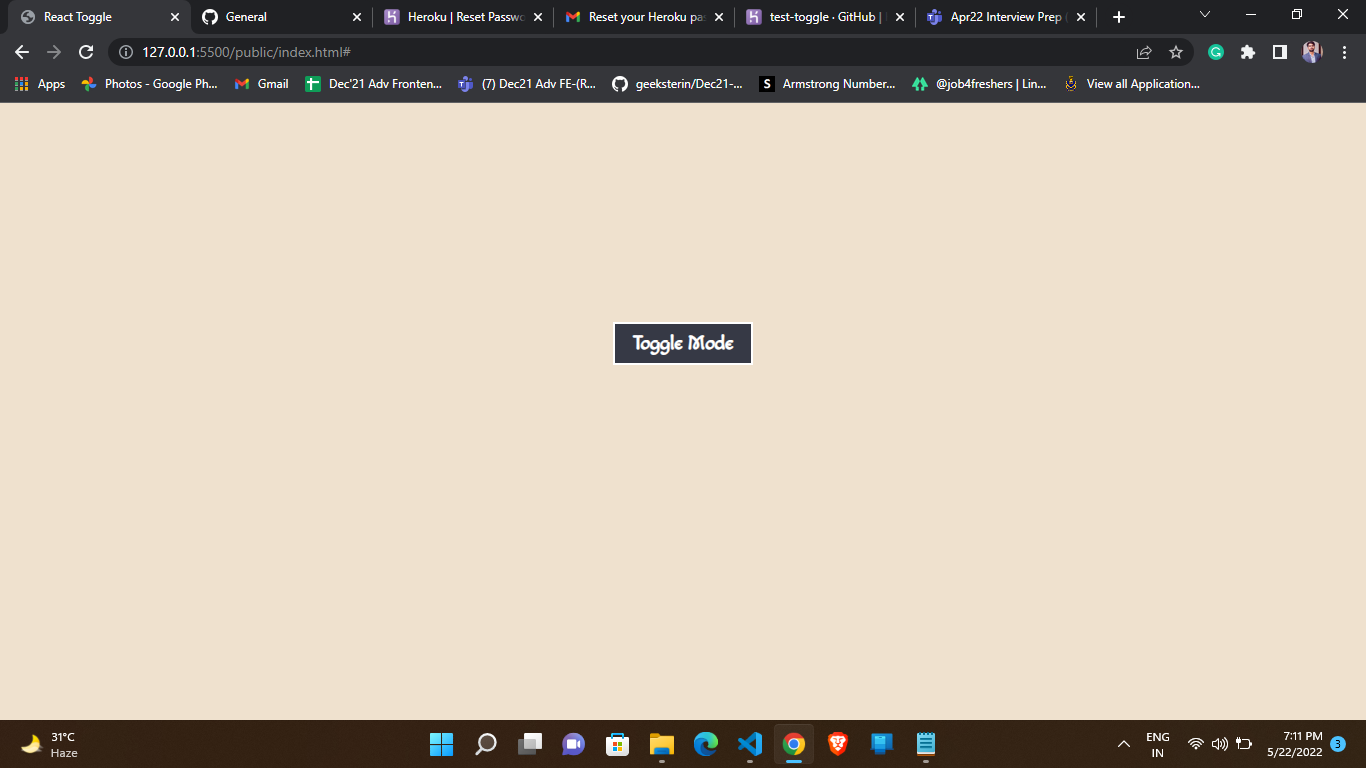 React Toggle
General
Heroku | Reset Passwo
Reset your Heroku pas
test-toggle · GitHub |
Apr22 Interview Prep (
127.0.0.1:5500/public/index.html#
Apps
Photos - Google Ph...
Gmail
Dec'21 Adv Fronten...
(7) Dec21 Adv FE-(R...
geeksterin/Dec21-...
S
Armstrong Number...
@job4freshers | Lin...
View all Application...
Toggle Mode
31°C
Haze
ENG
IN
7:11 PM
5/22/2022
3